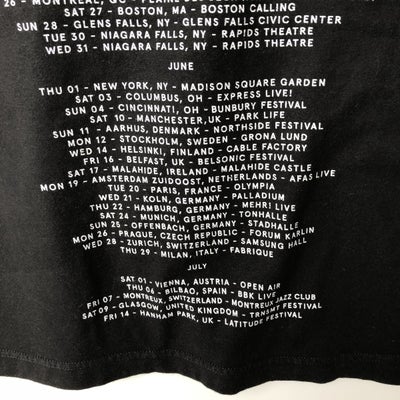 26 - MONTREAL, QC -
SAT 27 - BOSTON, MA - BOSTON CALLING
SUN 28 - GLENS FALLS, NY - GLENS FALLS CIVIC CENTER
TUE 30 - NIAGARA FALLS, NY - RAPIDS THEATRE
WED 31 - NIAGARA FALLS, NY - RAPIDS THEATRE
JUNE
THU 01 - NEW YORK, NY - MADISON SQUARE GARDEN
SAT 03 - COLUMBUS, OH - EXPRESS LIVE!
SUN 04 - CINCINNATI, OH - BUNBURY FESTIVAL
SAT 10 - MANCHESTER,UK - PARK LIFE
SUN 11 - AARHUS, DENMARK - NORTHSIDE FESTIVAL
MON 12 - STOCKHOLM, SWEDEN - GRONA LUND
WED 14 - HELSINKI, FINLAND - CABLE FACTORY
FRI 16 - BELFAST, UK - BELSONIC FESTIVAL
SAT 17 - MALAHIDE, IRELAND - MALAHIDE CASTLE
MON 19 - AMSTERDAM ZUIDOOST, NETHERLANDS - AFAS LIVE
TUE 20 - PARIS, FRANCE - OLYMPIA
WED 21 - KOLN, GERMANY - PALLADIUM
THU 22 - HAMBURG, GERMANY - MEHR! LIVE
SAT 24 - MUNICH, GERMANY - TONHALLE
SUN 25 - OFFENBACH, GERMANY - STADHALLE
MON 26 - PRAGUE, CZECH REPUBLIC - FORUM KARLIN
WED 28 - ZURICH, SWITZERLAND - SAMSUNG HALL
THU 29 - MILAN, ITALY - FABRIQUE
JULY
SAT 01 - VIENNA, AUSTRIA - OPEN AIR
THU 06 - BILBAO, SPAIN - BBK LIVE
FRI 07 - MONTREUX, SWITZERLAND - MONTREUX JAZZ CLUB
SAT 09 - GLASGOW, UNITED KINGDOM - TRNSMT FESTIVAL
FRI 14 - HANHAM PARK, UK - LATITUDE FESTIVAL